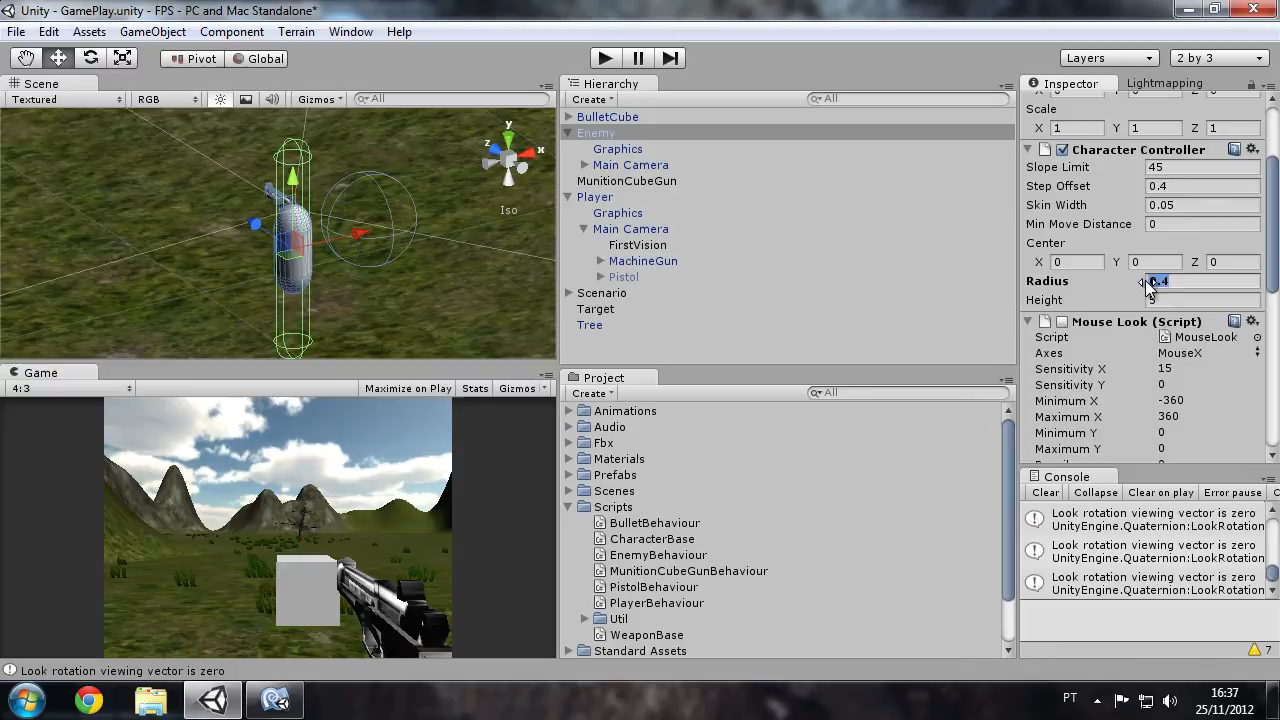 Unity - GamePlay.unity - FPS - PC and Mac Standalone*
File Edit Assets GameObject Component Terrain Window Help
Pivot Global Layers 2 by 3
Scene
Textured RGB Gizmos All
y
z x
Iso
Game
4:3 Maximize on Play Stats Gizmos
Hierarchy
Create All
BulletCube
Enemy
Graphics
Main Camera
MunitionCubeGun
Player
Graphics
Main Camera
FirstVision
MachineGun
Pistol
Scenario
Target
Tree
Project
Create All
Animations
Audio
Fbx
Materials
Prefabs
Scenes
Scripts
BulletBehaviour
CharacterBase
EnemyBehaviour
MunitionCubeGunBehaviour
PistolBehaviour
PlayerBehaviour
Util
WeaponBase
Standard Assets
Inspector Lightmapping
Scale
X 1 Y 1 Z 1
Character Controller
Slope Limit 45
Step Offset 0.4
Skin Width 0.05
Min Move Distance 0
Center
X 0 Y 0 Z 0
Radius 0.4
Height
Mouse Look (Script)
Script MouseLook
Axes MouseX
Sensitivity X 15
Sensitivity Y 0
Minimum X -360
Maximum X 360
Minimum Y 0
Maximum Y 0
Console
Clear Collapse Clear on play Error pause
Look rotation viewing vector is zero
UnityEngine.Quaternion:LookRotation
Look rotation viewing vector is zero
UnityEngine.Quaternion:LookRotation
Look rotation viewing vector is zero
UnityEngine.Quaternion:LookRotation
7
Look rotation viewing vector is zero
PT
16:37
25/11/2012